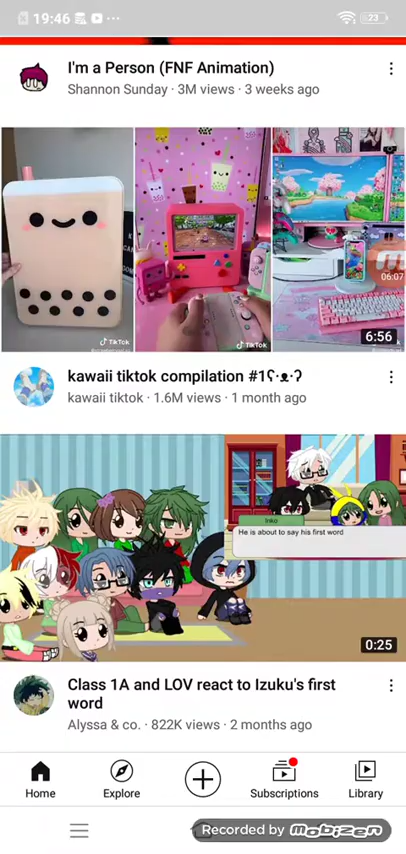 19:46
23
I'm a Person (FNF Animation)
Shannon Sunday · 3M views · 3 weeks ago
TikTok
TikTok
06:07
6:56
kawaii tiktok compilation #1ʕ·ᴥ·ʔ
kawaii tiktok · 1.6M views · 1 month ago
Inko
He is about to say his first word
0:25
Class 1A and LOV react to Izuku's first
word
Alyssa & co. · 822K views · 2 months ago
Home
Explore
Subscriptions
Library
Recorded by mobizen